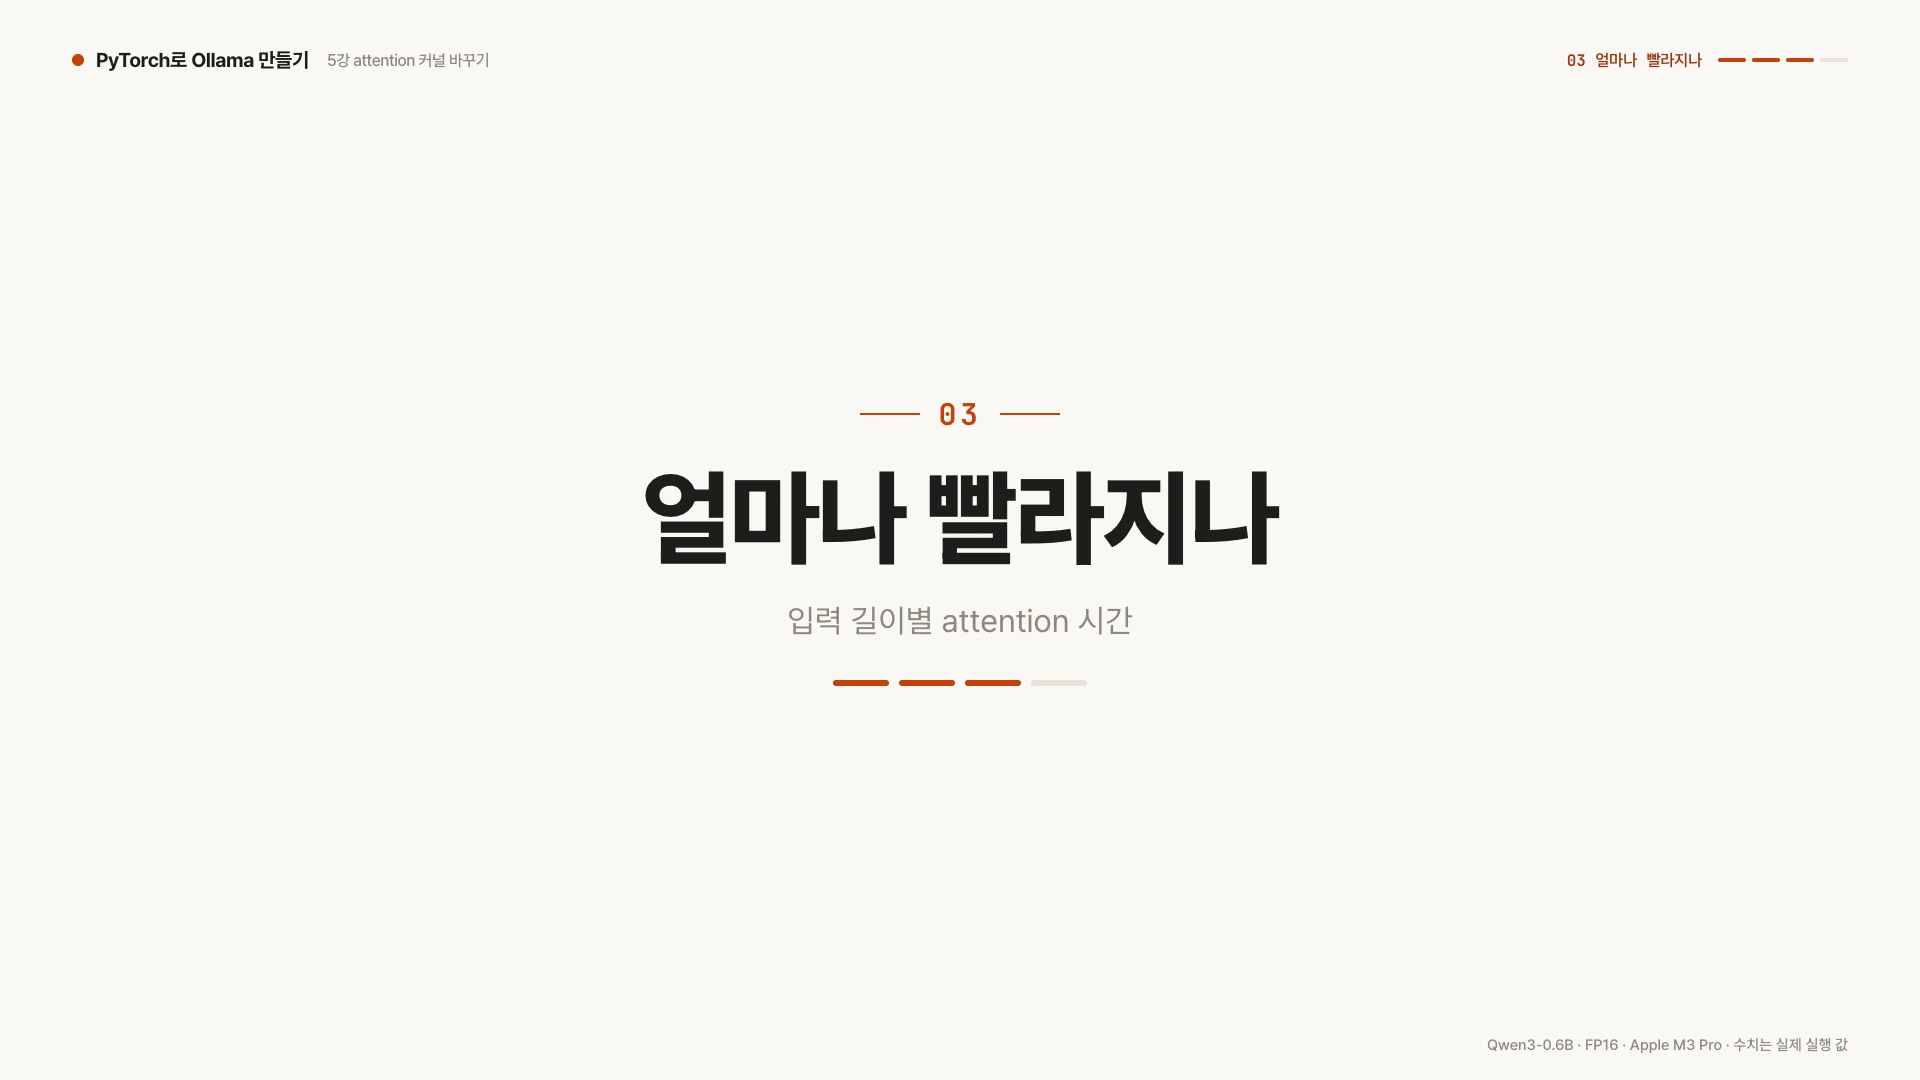 PyTorch로 Ollama 만들기 5강 attention 커널 바꾸기
03 얼마나 빨라지나
03
얼마나 빨라지나
입력 길이별 attention 시간
Qwen3-0.6B · FP16 · Apple M3 Pro · 수치는 실제 실행 값